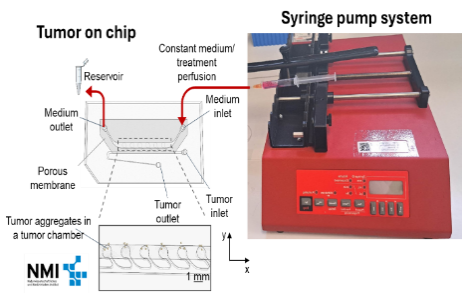 Tumor on chip
Syringe pump system
Reservoir
Constant medium/
treatment
perfusion
Medium
outlet
Medium
inlet
Porous
membrane
Tumor
outlet
Tumor
inlet
Tumor aggregates in
a tumor chamber
1 mm
NMI
y
x